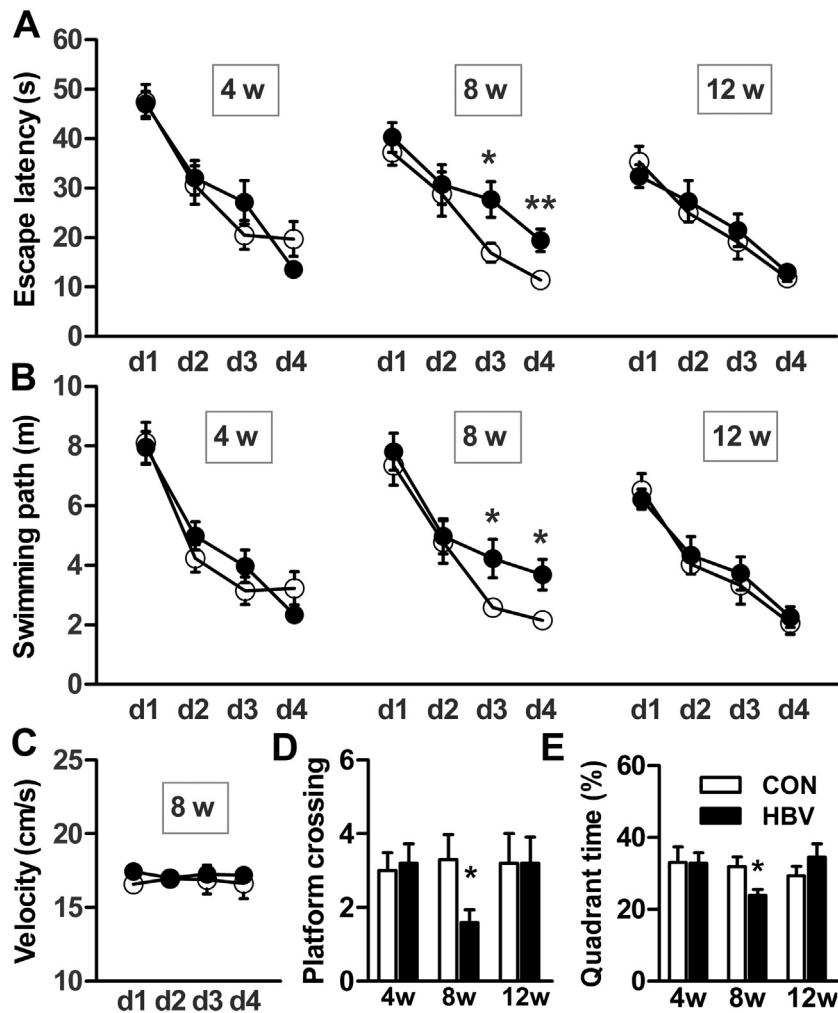 A
Escape latency (s)
60
50
40
30
20
10
0
4 w
8 w
12 w
*
**
d1 d2 d3 d4
d1 d2 d3 d4
d1 d2 d3 d4
B
Swimming path (m)
10
8
6
4
2
0
4 w
8 w
12 w
*
*
d1 d2 d3 d4
d1 d2 d3 d4
d1 d2 d3 d4
C
Velocity (cm/s)
25
20
15
10
8 w
d1 d2 d3 d4
D
Platform crossing
6
4
2
0
*
4w 8w 12w
E
Quadrant time (%)
60
40
20
0
CON
HBV
*
4w 8w 12w